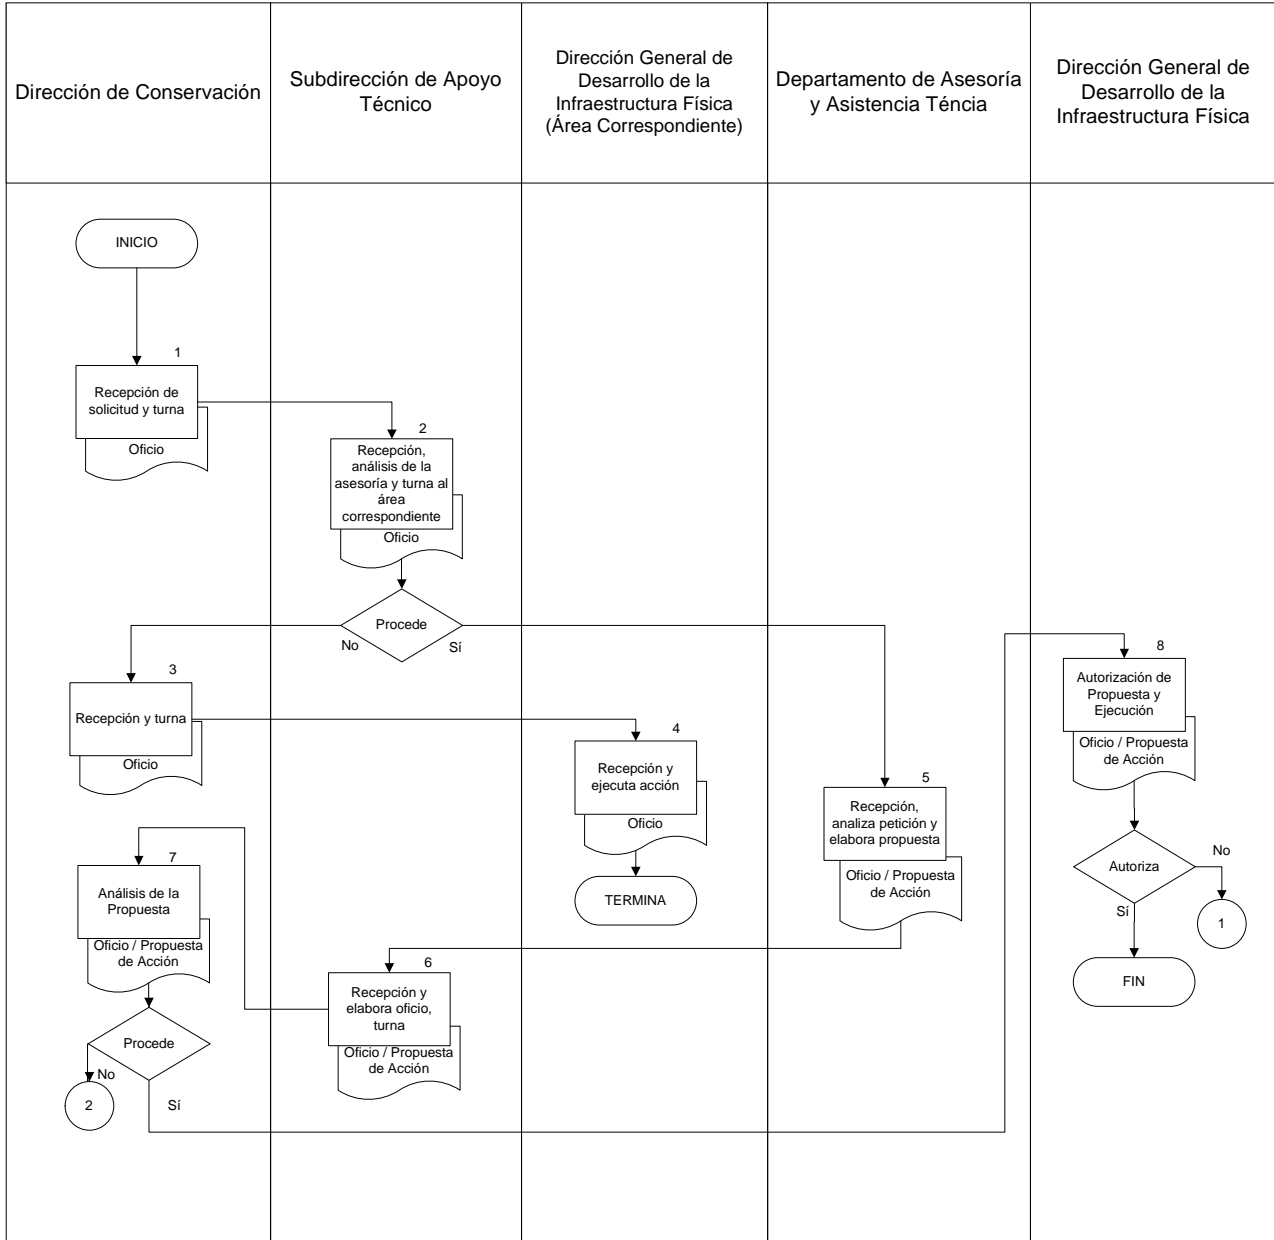 Dirección de Conservación
Subdirección de Apoyo
Técnico
Dirección General de
Desarrollo de la
Infraestructura Física
(Área Correspondiente)
Departamento de Asesoría
y Asistencia Téncia
Dirección General de
Desarrollo de la
Infraestructura Física
INICIO
1
Recepción de
solicitud y turna
Oficio
2
Recepción,
análisis de la
asesoría y turna al
área
correspondiente
Oficio
Procede
No
Sí
3
Recepción y turna
Oficio
4
Recepción y
ejecuta acción
Oficio
TERMINA
5
Recepción,
analiza petición y
elabora propuesta
Oficio / Propuesta
de Acción
6
Recepción y
elabora oficio,
turna
Oficio / Propuesta
de Acción
7
Análisis de la
Propuesta
Oficio / Propuesta
de Acción
Procede
No
2
Sí
8
Autorización de
Propuesta y
Ejecución
Oficio / Propuesta
de Acción
Autoriza
No
1
Sí
FIN